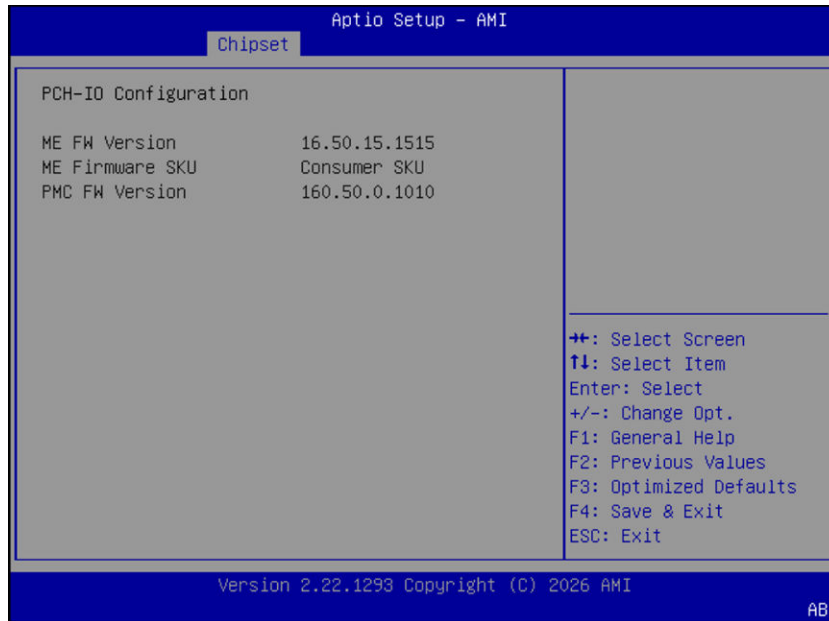 Aptio Setup – AMI
Chipset
PCH-IO Configuration
ME FW Version 16.50.15.1515
ME Firmware SKU Consumer SKU
PMC FW Version 160.50.0.1010
→←: Select Screen
↑↓: Select Item
Enter: Select
+/-: Change Opt.
F1: General Help
F2: Previous Values
F3: Optimized Defaults
F4: Save & Exit
ESC: Exit
Version 2.22.1293 Copyright (C) 2026 AMI
AB